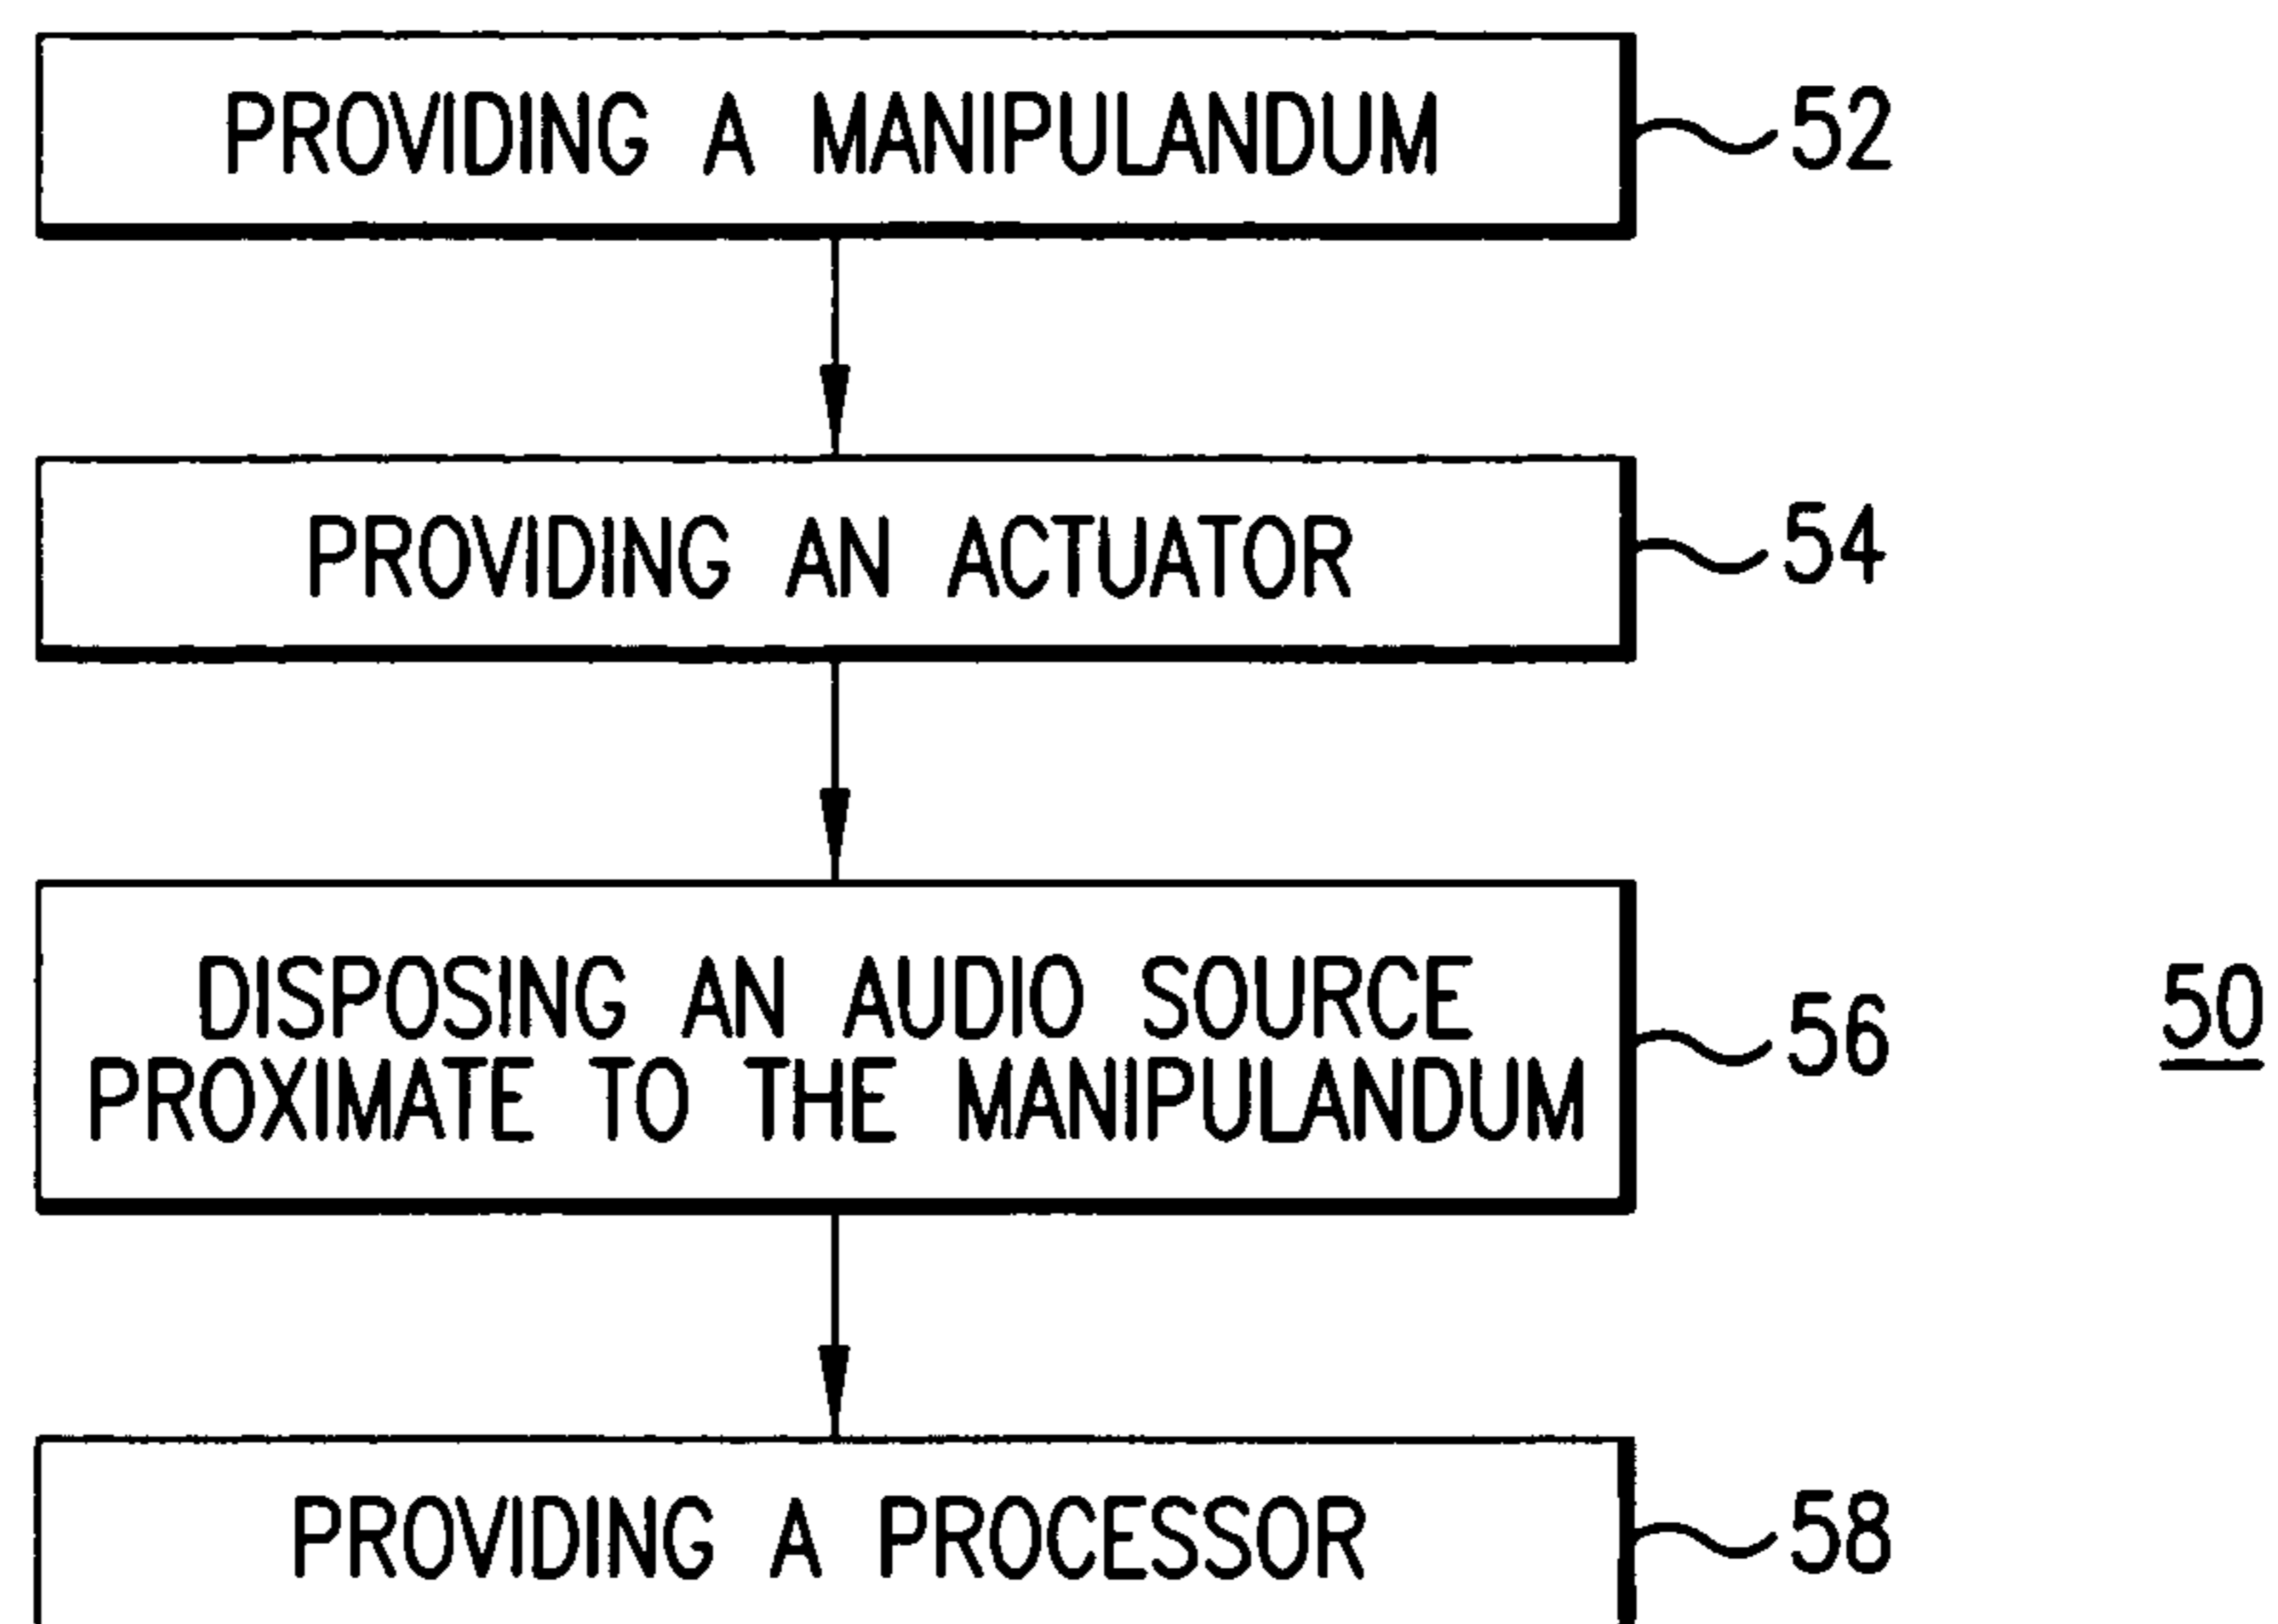 PROVIDING A MANIPULANDUM
52
PROVIDING AN ACTUATOR
54
DISPOSING AN AUDIO SOURCE
PROXIMATE TO THE MANIPULANDUM
56
50
PROVIDING A PROCESSOR
58